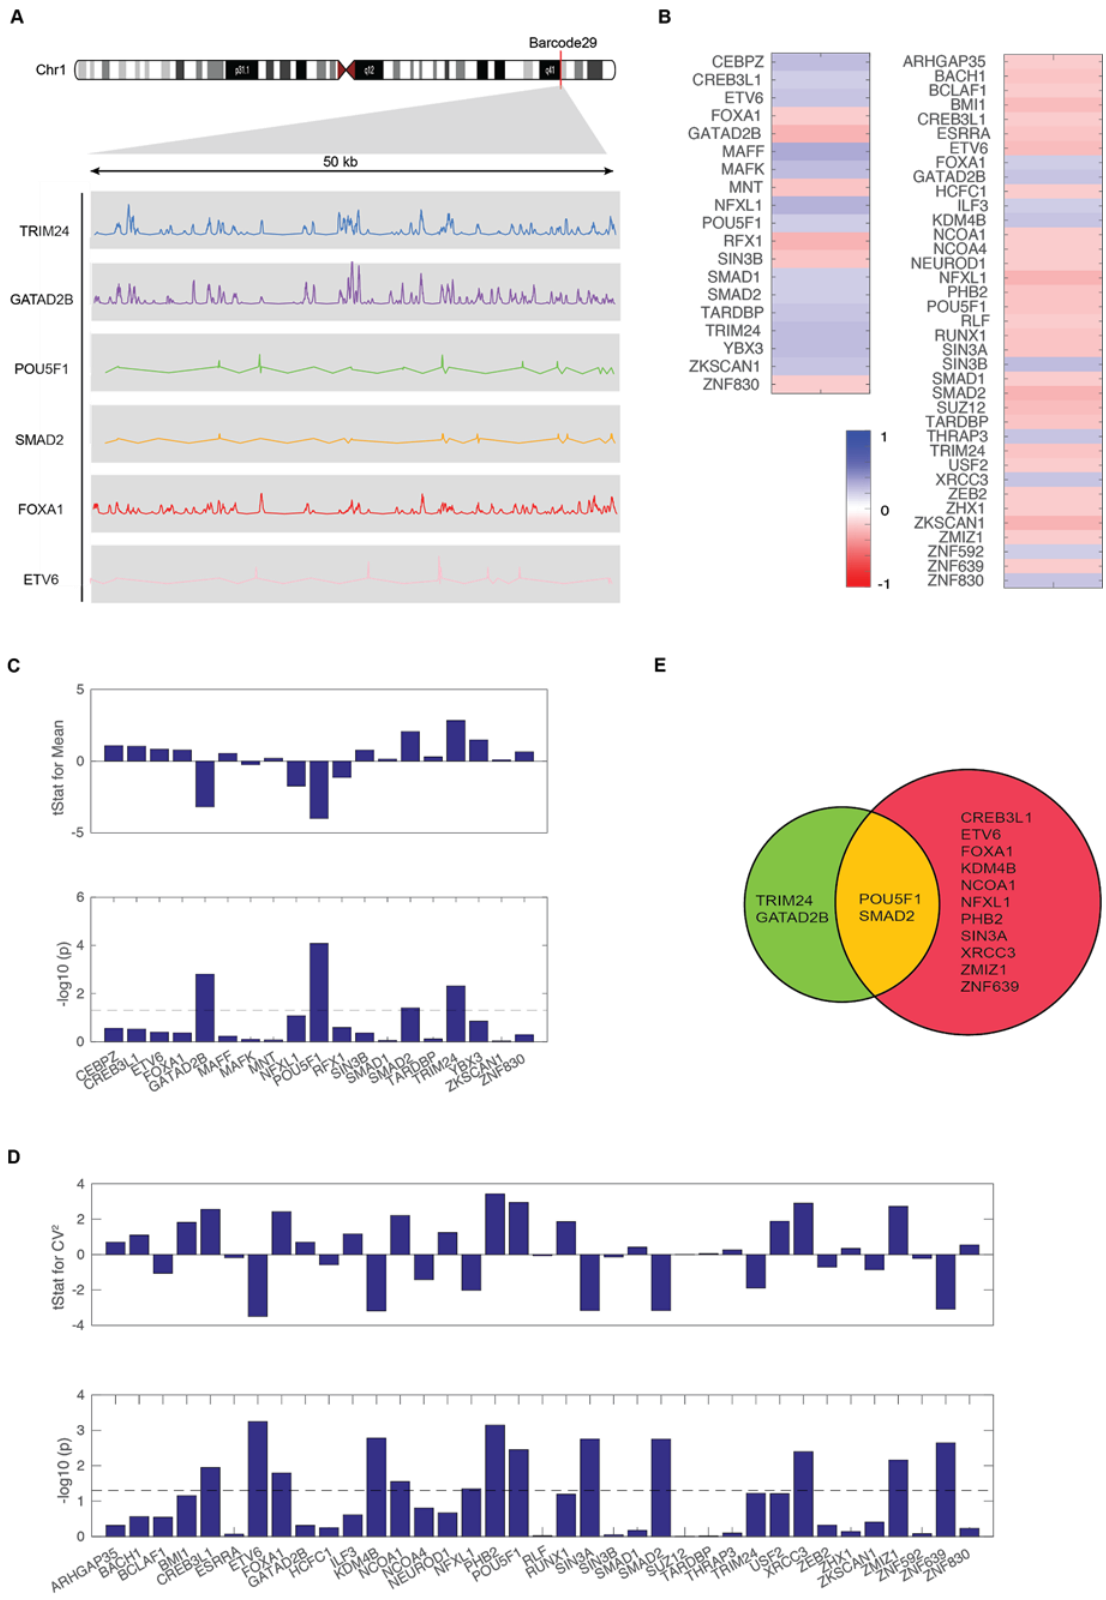 A
Barcode29
Chr1
p31.1
q12
q41
50 kb
TRIM24
GATAD2B
POU5F1
SMAD2
FOXA1
ETV6
B
CEBPZ
CREB3L1
ETV6
FOXA1
GATAD2B
MAFF
MAFK
MNT
NFXL1
POU5F1
RFX1
SIN3B
SMAD1
SMAD2
TARDBP
TRIM24
YBX3
ZKSCAN1
ZNF830
1
0
-1
ARHGAP35
BACH1
BCLAF1
BMI1
CREB3L1
ESRRA
ETV6
FOXA1
GATAD2B
HCFC1
ILF3
KDM4B
NCOA1
NCOA4
NEUROD1
NFXL1
PHB2
POU5F1
RLF
RUNX1
SIN3A
SIN3B
SMAD1
SMAD2
SUZ12
TARDBP
THRAP3
TRIM24
USF2
XRCC3
ZEB2
ZHX1
ZKSCAN1
ZMIZ1
ZNF592
ZNF639
ZNF830
C
tStat for Mean
5
0
-5
-log10 (p)
6
4
2
0
CEBPZ
CREB3L1
ETV6
FOXA1
GATAD2B
MAFF
MAFK
MNT
NFXL1
POU5F1
RFX1
SIN3B
SMAD1
SMAD2
TARDBP
TRIM24
YBX3
ZKSCAN1
ZNF830
E
TRIM24
GATAD2B
POU5F1
SMAD2
CREB3L1
ETV6
FOXA1
KDM4B
NCOA1
NFXL1
PHB2
SIN3A
XRCC3
ZMIZ1
ZNF639
D
tStat for CV²
4
2
0
-2
-4
-log10 (p)
4
3
2
1
0
ARHGAP35
BACH1
BCLAF1
BMI1
CREB3L1
ESRRA
ETV6
FOXA1
GATAD2B
HCFC1
ILF3
KDM4B
NCOA1
NCOA4
NEUROD1
NFXL1
PHB2
POU5F1
RLF
RUNX1
SIN3A
SIN3B
SMAD1
SMAD2
SUZ12
TARDBP
THRAP3
TRIM24
USF2
XRCC3
ZEB2
ZHX1
ZKSCAN1
ZMIZ1
ZNF592
ZNF639
ZNF830